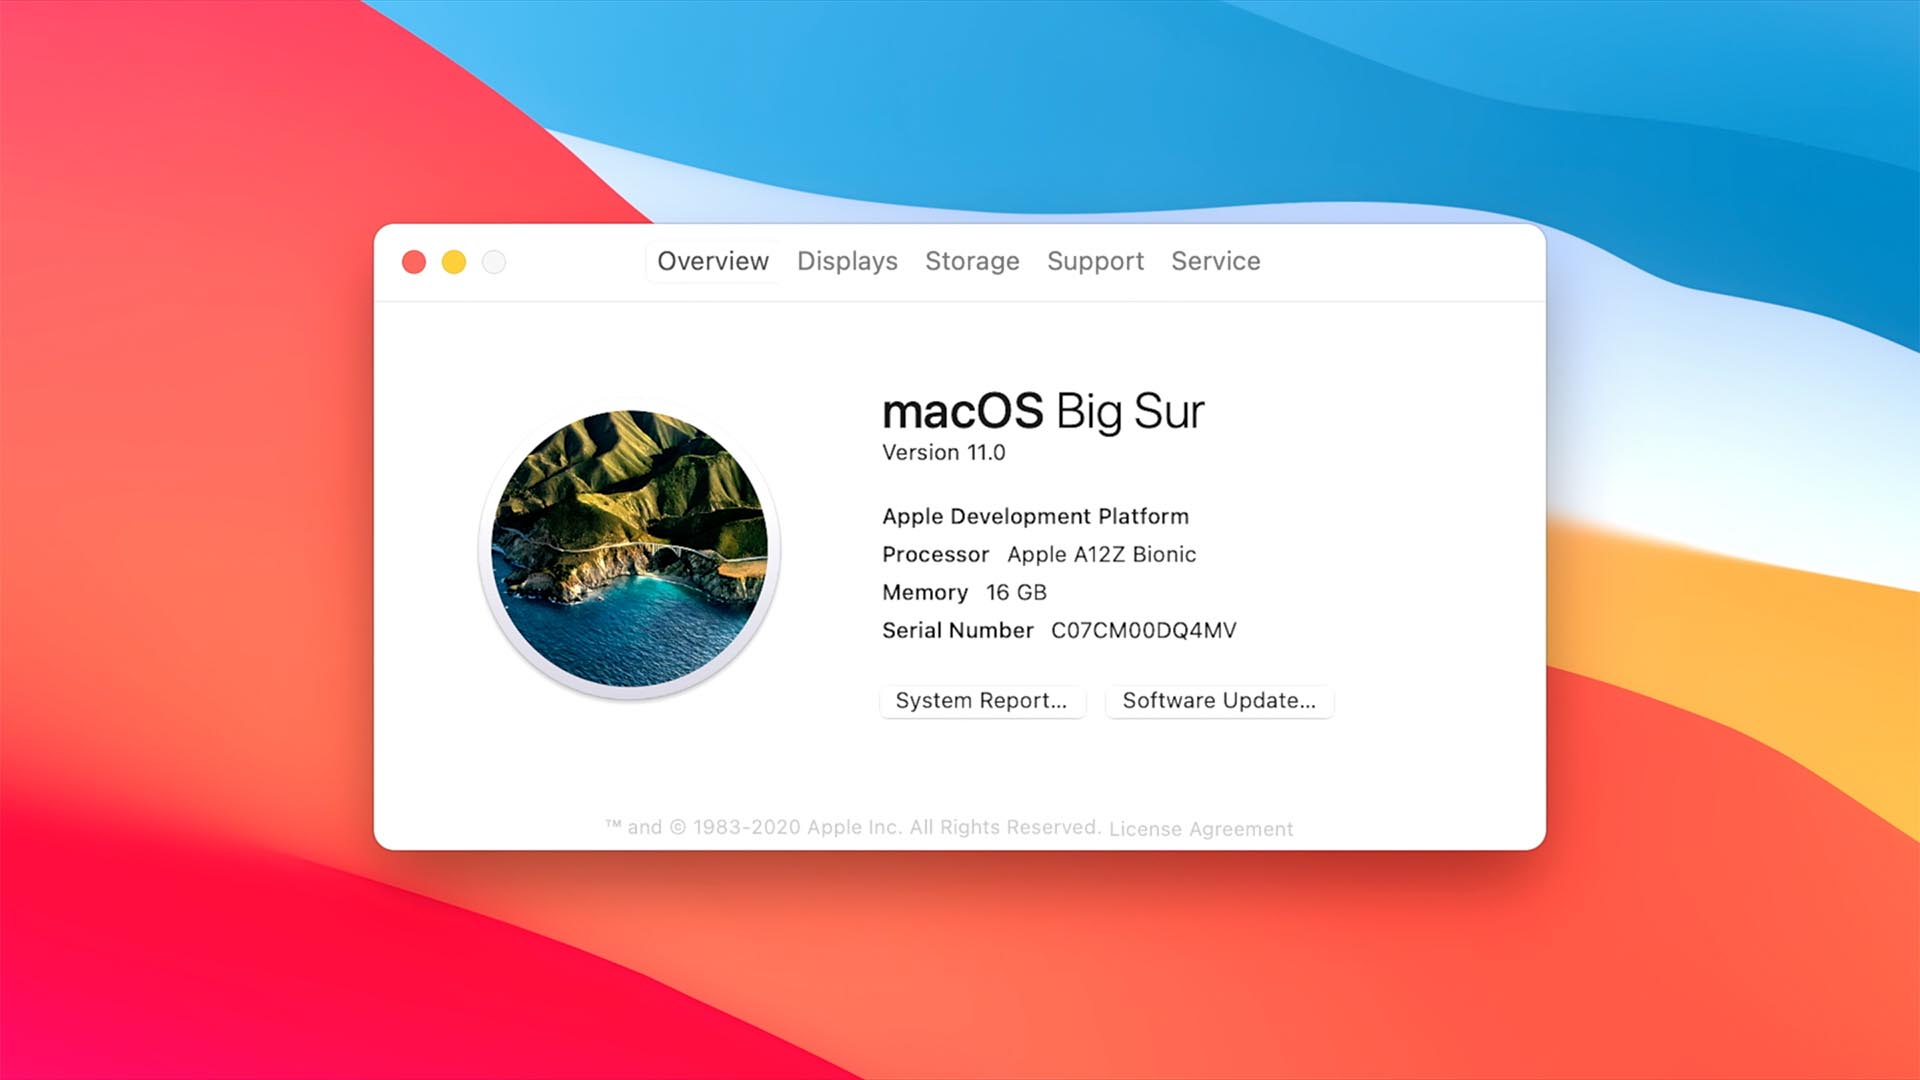 Overview Displays Storage Support Service
macOS Big Sur
Version 11.0
Apple Development Platform
Processor Apple A12Z Bionic
Memory 16 GB
Serial Number C07CM00DQ4MV
System Report... Software Update...
™ and © 1983-2020 Apple Inc. All Rights Reserved. License Agreement